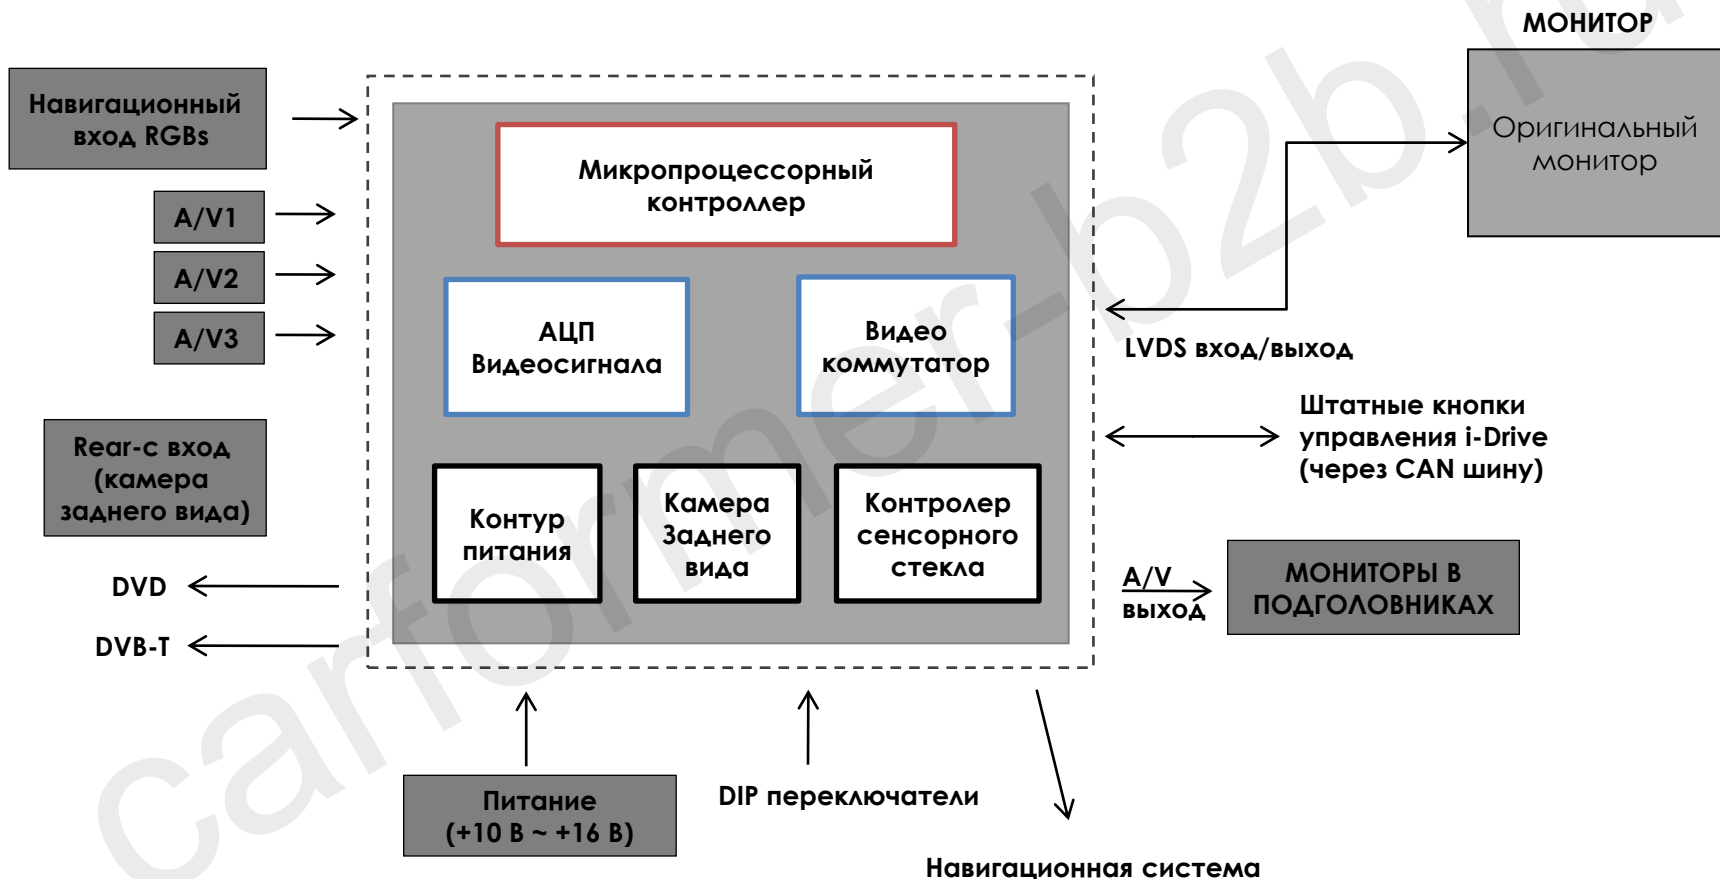 МОНИТОР
Навигационный
вход RGBs
Оригинальный
монитор
Микропроцессорный
контроллер
A/V1
A/V2
A/V3
АЦП
Видеосигнала
Видео
коммутатор
LVDS вход/выход
Штатные кнопки
управления i-Drive
(через CAN шину)
Rear-c вход
(камера
заднего вида)
Контур
питания
Камера
Заднего
вида
Контролер
сенсорного
стекла
DVD
DVB-T
A/V
выход
МОНИТОРЫ В
ПОДГОЛОВНИКАХ
Питание
(+10 В ~ +16 В)
DIP переключатели
Навигационная система
carformer-b2b.ru